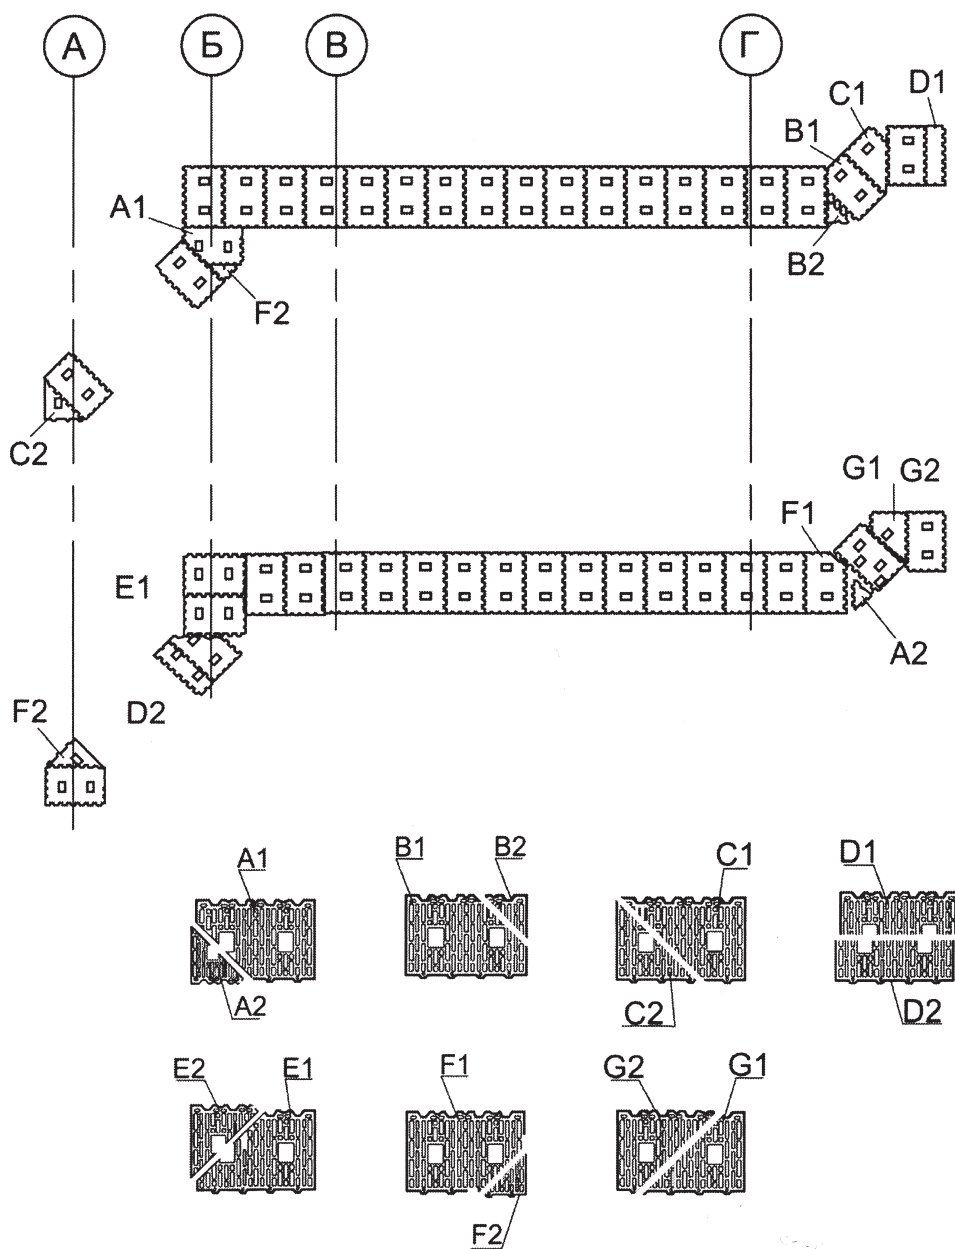 А Б В Г
D1
C1
B1
A1
B2
F2
C2
G1 G2
F1
E1
A2
D2
F2
A1 B1 B2 C1 D1
A2 C2 D2
E2 E1 F1 G2 G1
F2